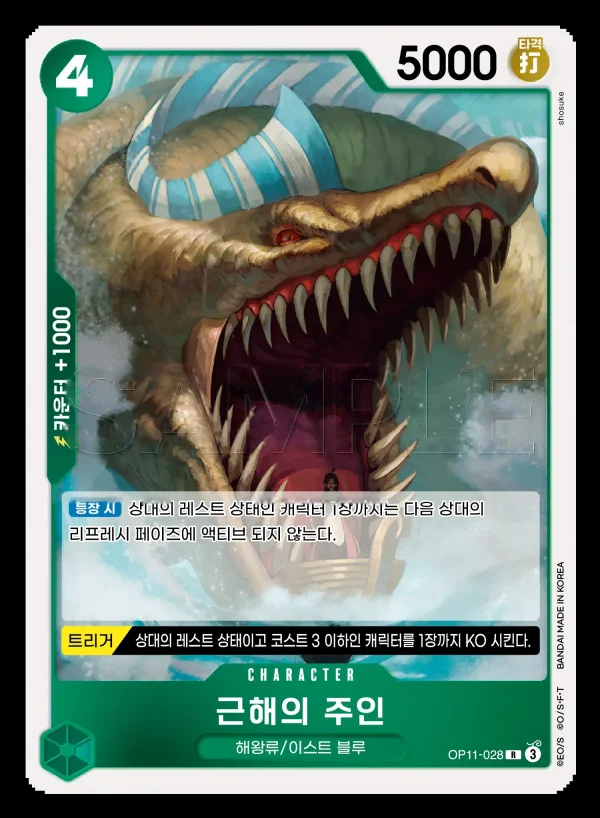 4
5000
타격
打
shosuke
카운터 +1000
SAMPLE
등장 시 상대의 레스트 상태인 캐릭터 1장까지는 다음 상대의
리프레시 페이즈에 액티브 되지 않는다.
트리거 상대의 레스트 상태이고 코스트 3 이하인 캐릭터를 1장까지 KO 시킨다.
CHARACTER
근해의 주인
해왕류/이스트 블루
OP11-028 R 3
©EO/S ©O/S·F·T BANDAI MADE IN KOREA